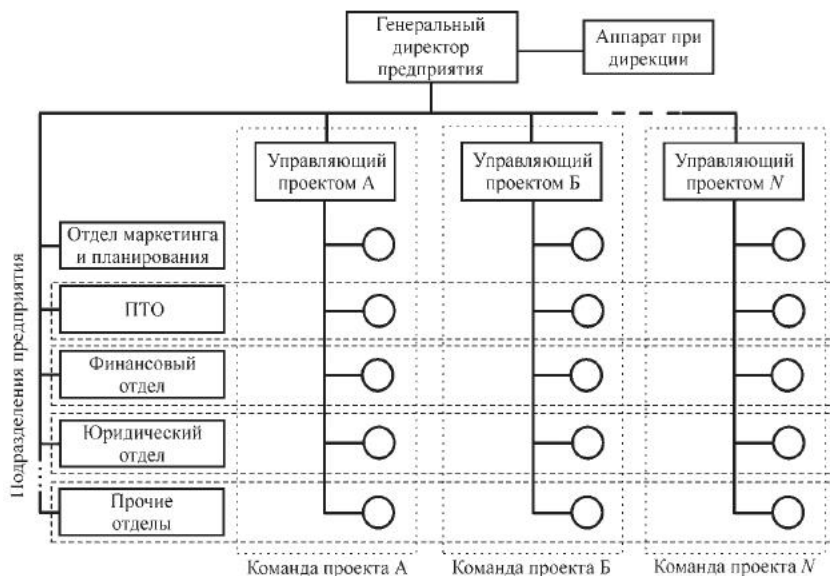 Генеральный
директор
предприятия
Аппарат при
дирекции
Управляющий
проектом А
Управляющий
проектом Б
Управляющий
проектом N
Подразделения предприятия
Отдел маркетинга
и планирования
ПТО
Финансовый
отдел
Юридический
отдел
Прочие
отделы
Команда проекта А
Команда проекта Б
Команда проекта N